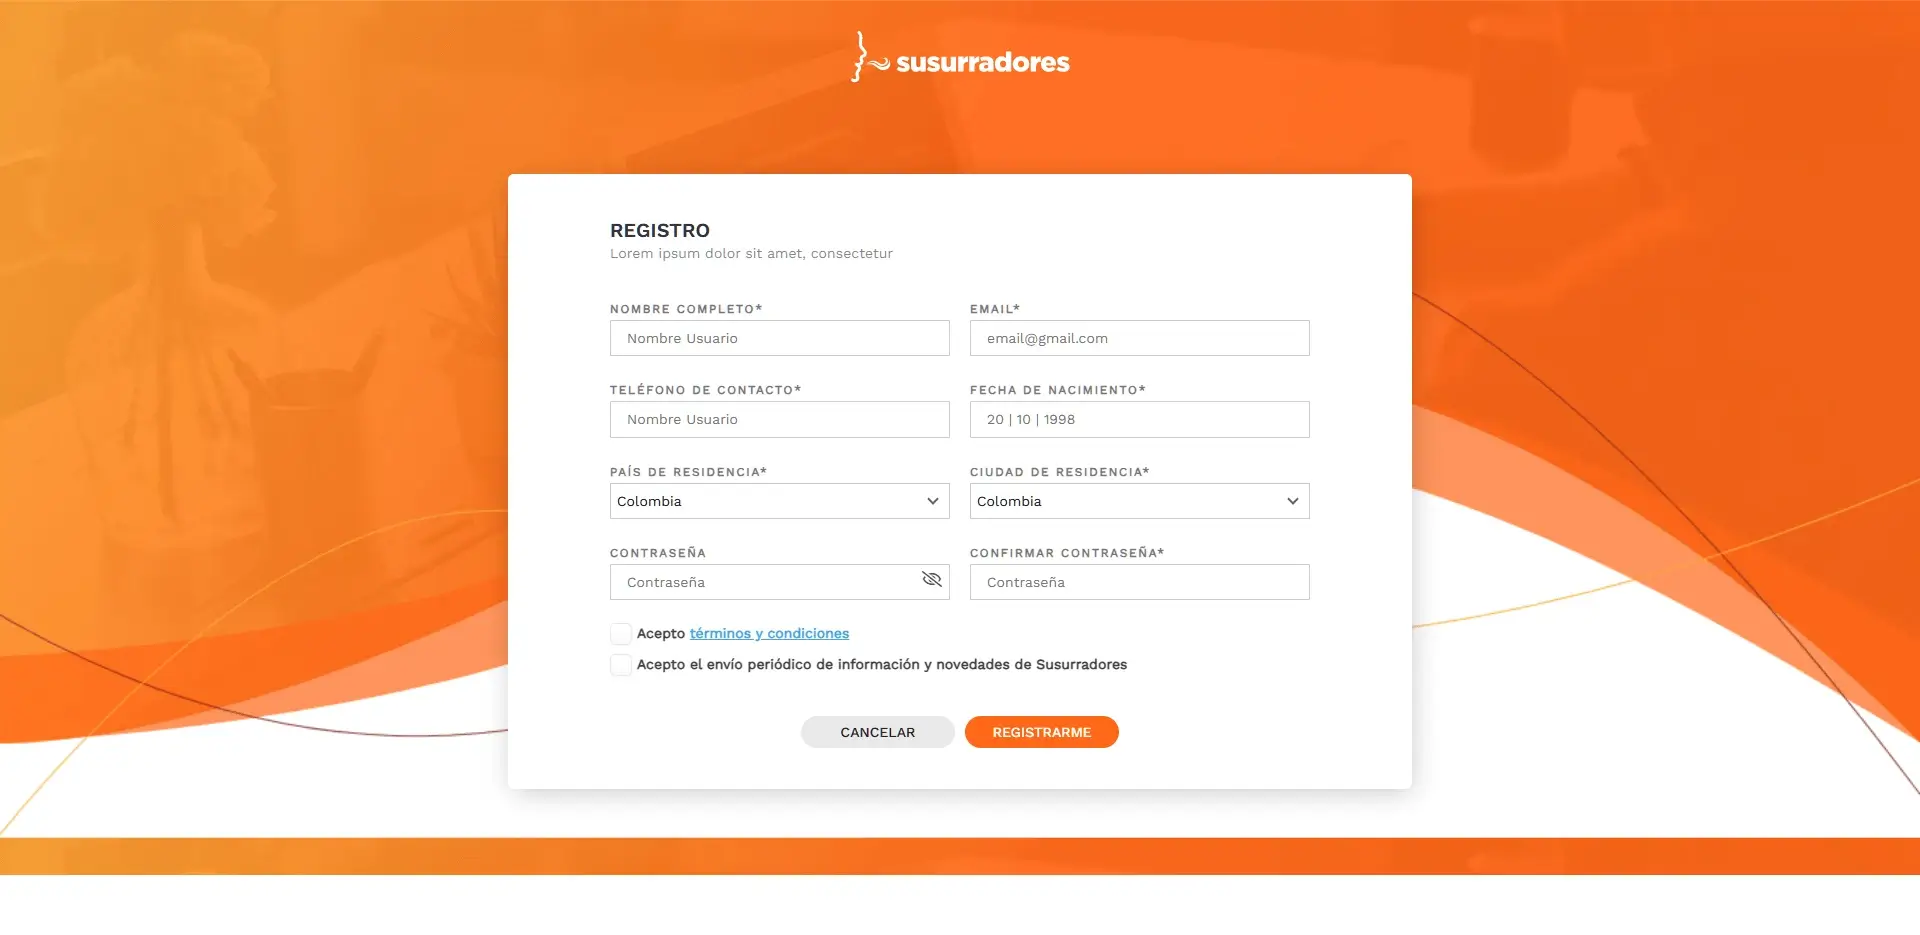 susurradores
REGISTRO
Lorem ipsum dolor sit amet, consectetur
NOMBRE COMPLETO*
EMAIL*
Nombre Usuario
email@gmail.com
TELÉFONO DE CONTACTO*
FECHA DE NACIMIENTO*
Nombre Usuario
20 | 10 | 1998
PAÍS DE RESIDENCIA*
CIUDAD DE RESIDENCIA*
Colombia
Colombia
CONTRASEÑA
CONFIRMAR CONTRASEÑA*
Contraseña
Contraseña
Acepto términos y condiciones
Acepto el envío periódico de información y novedades de Susurradores
CANCELAR
REGISTRARME